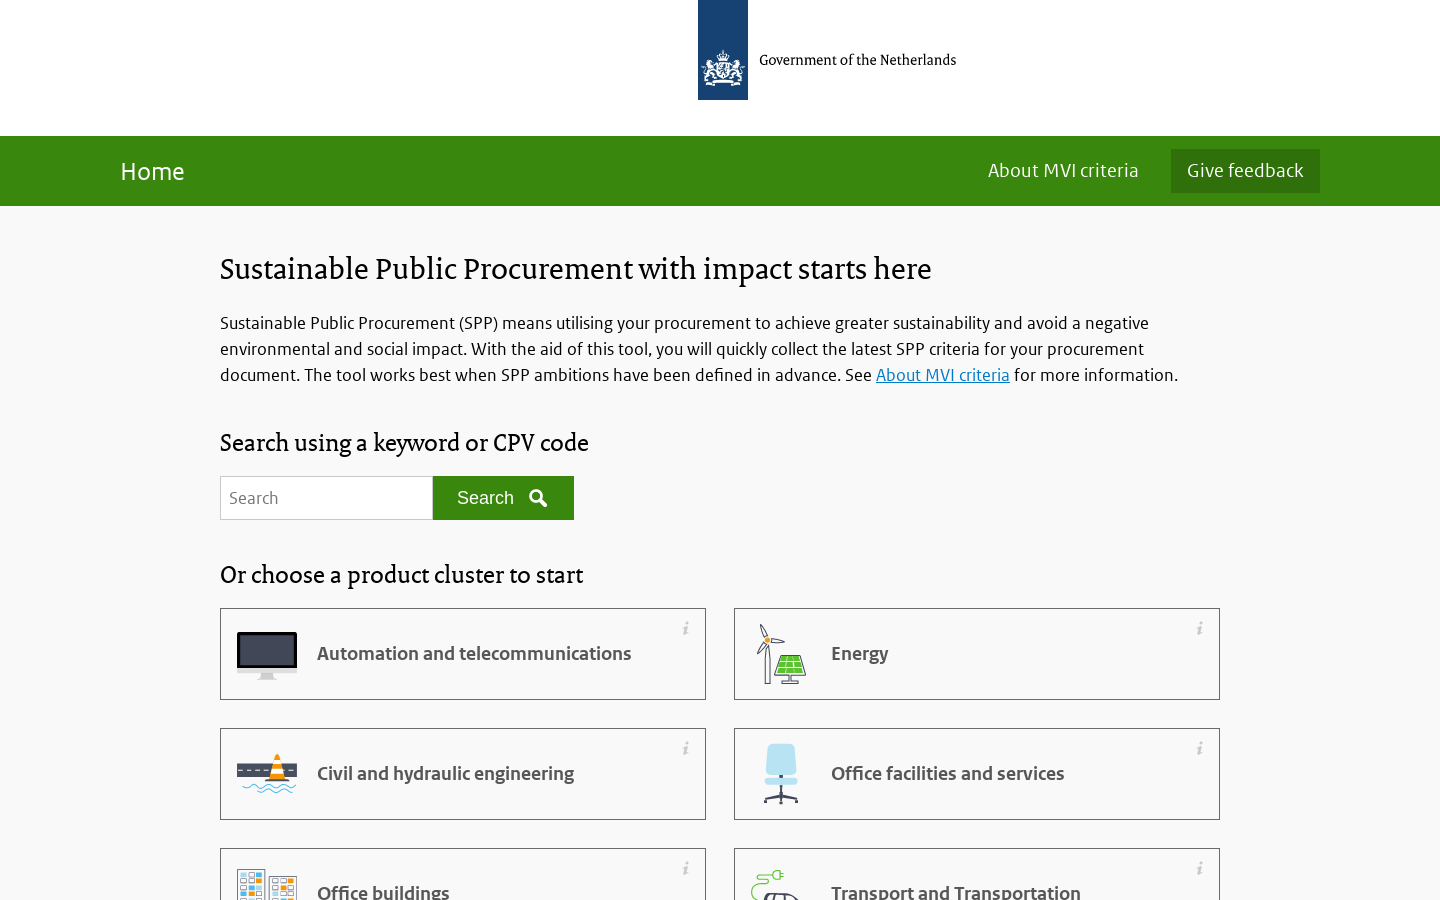 Government of the Netherlands
Home
About MVI criteria
Give feedback
Sustainable Public Procurement with impact starts here
Sustainable Public Procurement (SPP) means utilising your procurement to achieve greater sustainability and avoid a negative
environmental and social impact. With the aid of this tool, you will quickly collect the latest SPP criteria for your procurement
document. The tool works best when SPP ambitions have been defined in advance. See About MVI criteria for more information.
Search using a keyword or CPV code
Search
Search
Or choose a product cluster to start
i
Automation and telecommunications
i
Energy
i
Civil and hydraulic engineering
i
Office facilities and services
i
Office buildings
i
Transport and Transportation